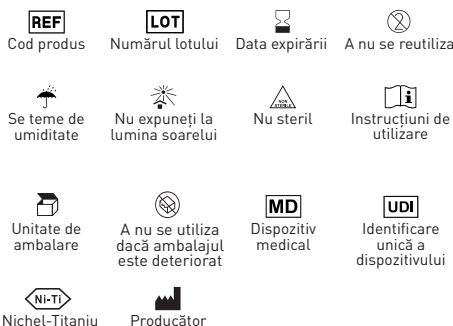 REF
Cod produs
LOT
Numărul lotului
Data expirării
2
A nu se reutiliza
Se teme de
umiditate
Nu expuneți la
lumina soarelui
NON
STERILE
Nu steril
i
Instrucțiuni de
utilizare
Unitate de
ambalare
A nu se utiliza
dacă ambalajul
este deteriorat
MD
Dispozitiv
medical
UDI
Identificare
unică a
dispozitivului
Ni-Ti
Nichel-Titaniu
Producător